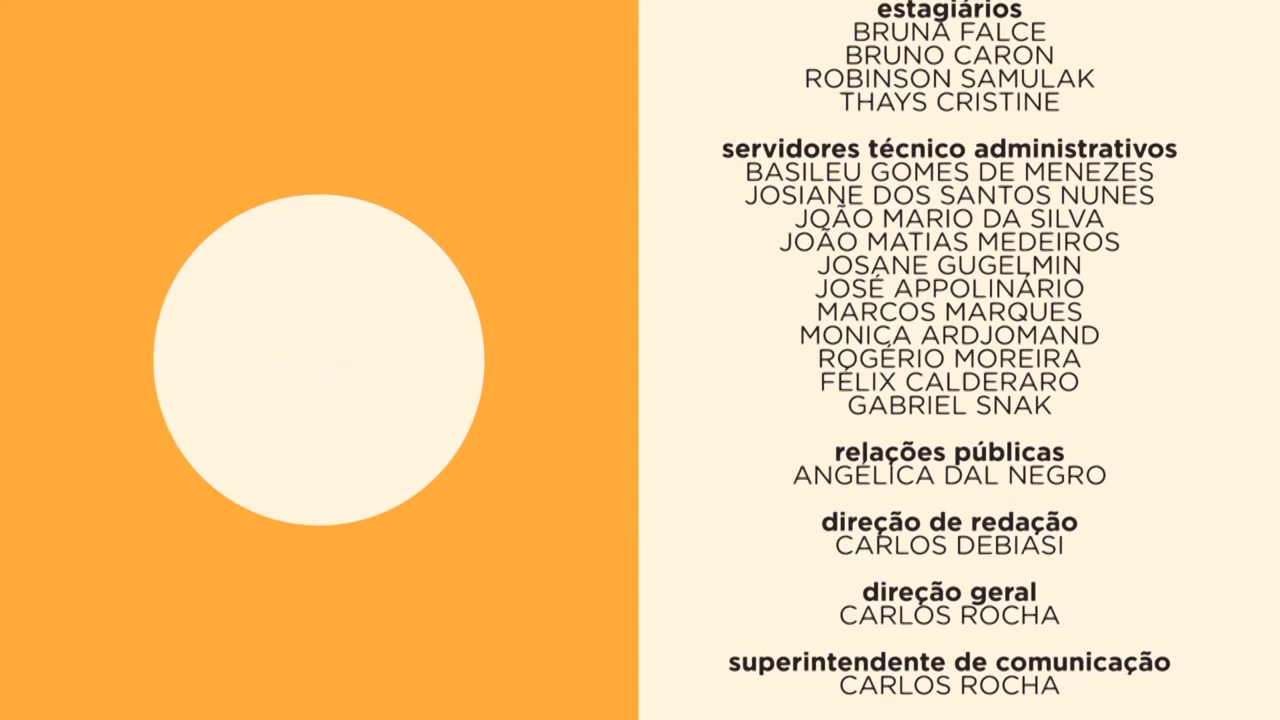 estagiários
BRUNA FALCE
BRUNO CARON
ROBINSON SAMULAK
THAYS CRISTINE
servidores técnico administrativos
BASILEU GOMES DE MENEZES
JOSIANE DOS SANTOS NUNES
JOÃO MARIO DA SILVA
JOÃO MATIAS MEDEIROS
JOSANE GUGELMIN
JOSÉ APPOLINÁRIO
MARCOS MARQUES
MONICA ARDJOMAND
ROGÉRIO MOREIRA
FÉLIX CALDERARO
GABRIEL SNAK
relações públicas
ANGÉLICA DAL NEGRO
direção de redação
CARLOS DEBIASI
direção geral
CARLOS ROCHA
superintendente de comunicação
CARLOS ROCHA